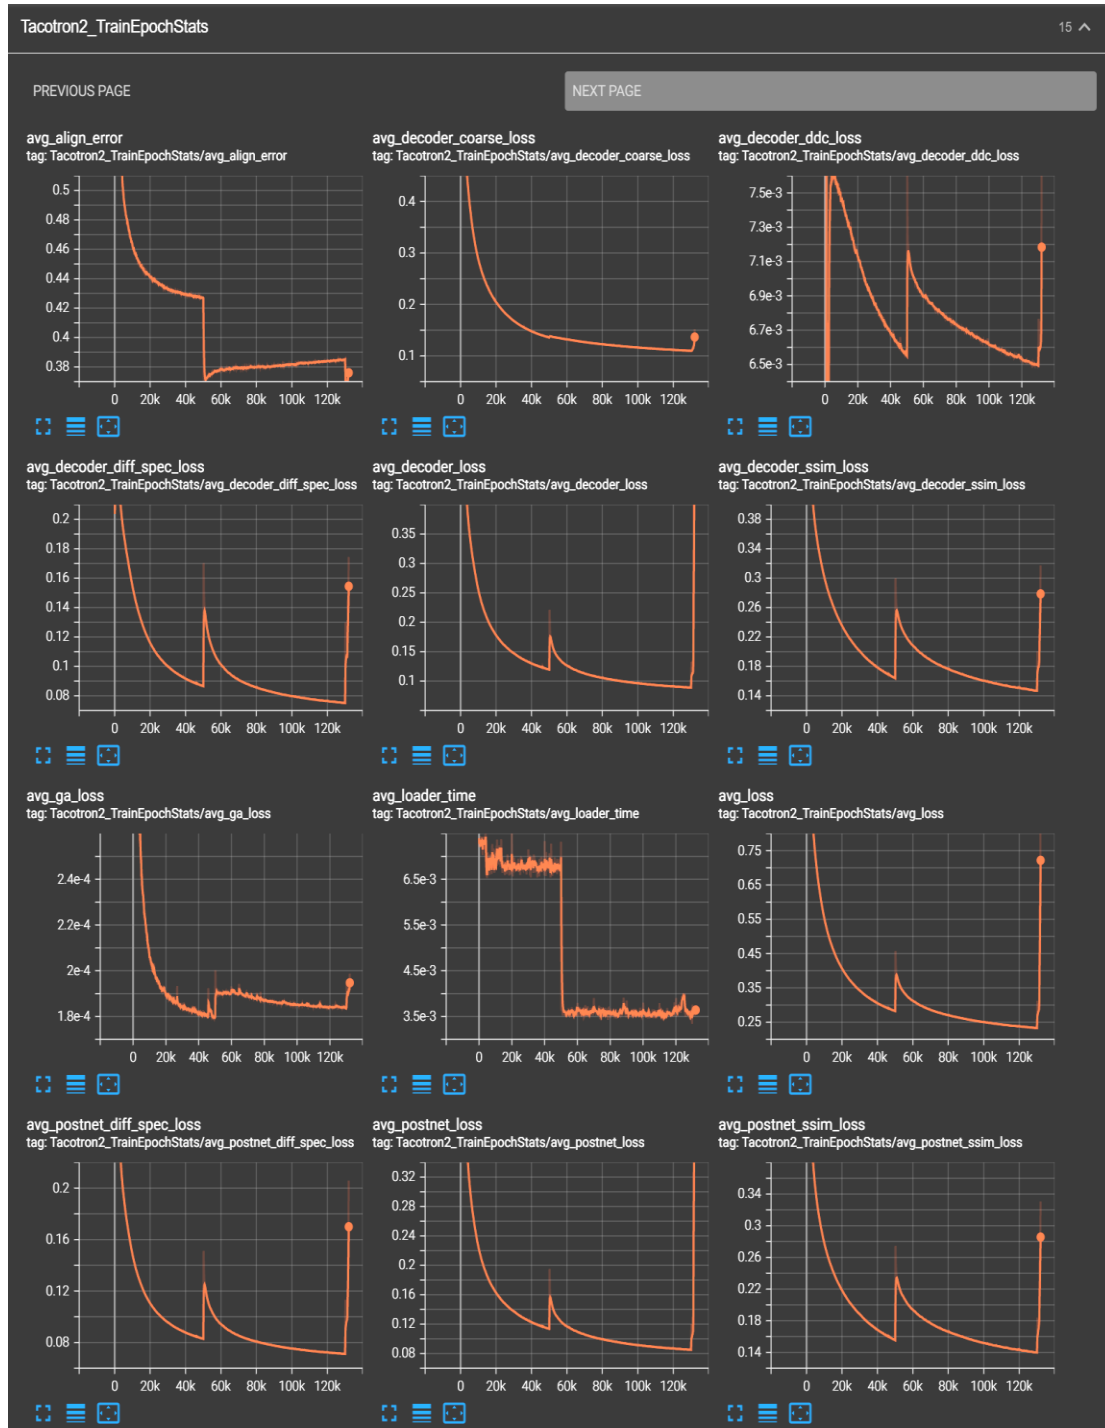 Tacotron2_TrainEpochStats
15
PREVIOUS PAGE
NEXT PAGE
avg_align_error
tag: Tacotron2_TrainEpochStats/avg_align_error
0.5
0.48
0.46
0.44
0.42
0.4
0.38
0 20k 40k 60k 80k 100k 120k
avg_decoder_coarse_loss
tag: Tacotron2_TrainEpochStats/avg_decoder_coarse_loss
0.4
0.3
0.2
0.1
0 20k 40k 60k 80k 100k 120k
avg_decoder_ddc_loss
tag: Tacotron2_TrainEpochStats/avg_decoder_ddc_loss
7.5e-3
7.3e-3
7.1e-3
6.9e-3
6.7e-3
6.5e-3
0 20k 40k 60k 80k 100k 120k
avg_decoder_diff_spec_loss
tag: Tacotron2_TrainEpochStats/avg_decoder_diff_spec_loss
0.2
0.18
0.16
0.14
0.12
0.1
0.08
0 20k 40k 60k 80k 100k 120k
avg_decoder_loss
tag: Tacotron2_TrainEpochStats/avg_decoder_loss
0.35
0.3
0.25
0.2
0.15
0.1
0 20k 40k 60k 80k 100k 120k
avg_decoder_ssim_loss
tag: Tacotron2_TrainEpochStats/avg_decoder_ssim_loss
0.38
0.34
0.3
0.26
0.22
0.18
0.14
0 20k 40k 60k 80k 100k 120k
avg_ga_loss
tag: Tacotron2_TrainEpochStats/avg_ga_loss
2.4e-4
2.2e-4
2e-4
1.8e-4
0 20k 40k 60k 80k 100k 120k
avg_loader_time
tag: Tacotron2_TrainEpochStats/avg_loader_time
6.5e-3
5.5e-3
4.5e-3
3.5e-3
0 20k 40k 60k 80k 100k 120k
avg_loss
tag: Tacotron2_TrainEpochStats/avg_loss
0.75
0.65
0.55
0.45
0.35
0.25
0 20k 40k 60k 80k 100k 120k
avg_postnet_diff_spec_loss
tag: Tacotron2_TrainEpochStats/avg_postnet_diff_spec_loss
0.2
0.16
0.12
0.08
0 20k 40k 60k 80k 100k 120k
avg_postnet_loss
tag: Tacotron2_TrainEpochStats/avg_postnet_loss
0.32
0.28
0.24
0.2
0.16
0.12
0.08
0 20k 40k 60k 80k 100k 120k
avg_postnet_ssim_loss
tag: Tacotron2_TrainEpochStats/avg_postnet_ssim_loss
0.34
0.3
0.26
0.22
0.18
0.14
0 20k 40k 60k 80k 100k 120k